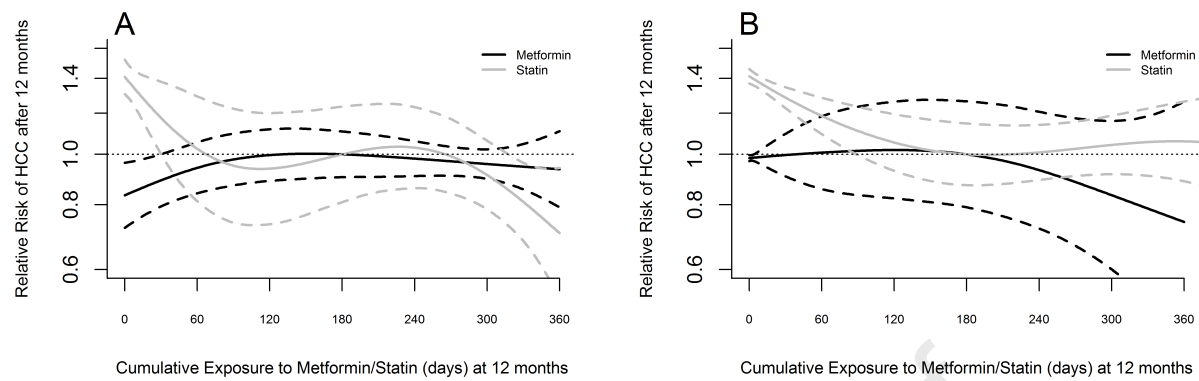 A
Relative Risk of HCC after 12 months
1.4
1.0
0.8
0.6
Metformin
Statin
0 60 120 180 240 300 360
Cumulative Exposure to Metformin/Statin (days) at 12 months
B
Relative Risk of HCC after 12 months
1.4
1.0
0.8
0.6
Metformin
Statin
0 60 120 180 240 300 360
Cumulative Exposure to Metformin/Statin (days) at 12 months